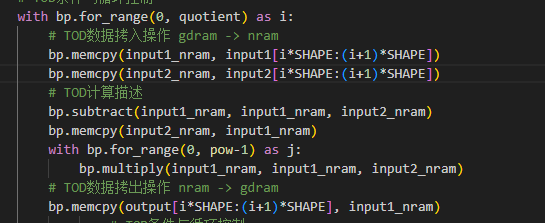 with bp.for_range(0, quotient) as i:
# TOD数据拷入操作 gdram -> nram
bp.memcpy(input1_nram, input1[i*SHAPE:(i+1)*SHAPE])
bp.memcpy(input2_nram, input2[i*SHAPE:(i+1)*SHAPE])
# TOD计算描述
bp.subtract(input1_nram, input1_nram, input2_nram)
bp.memcpy(input2_nram, input1_nram)
with bp.for_range(0, pow-1) as j:
bp.multiply(input1_nram, input1_nram, input2_nram)
# TOD数据拷出操作 nram -> gdram
bp.memcpy(output[i*SHAPE:(i+1)*SHAPE], input1_nram)